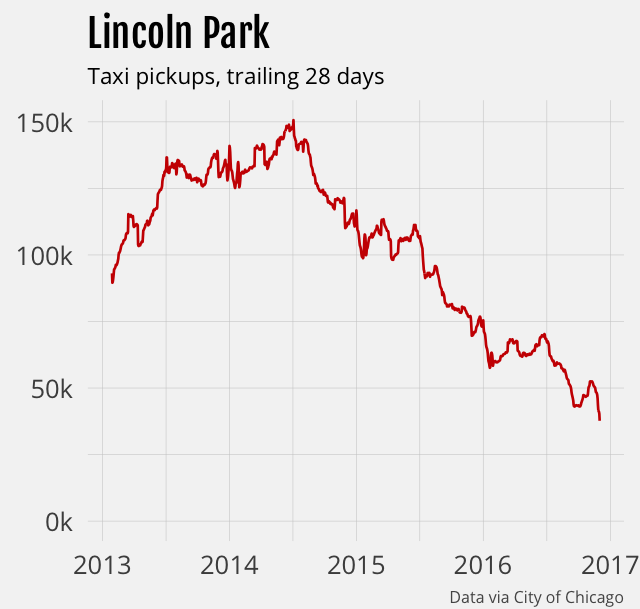 Lincoln Park
Taxi pickups, trailing 28 days
150k
100k
50k
0k
2013 2014 2015 2016 2017
Data via City of Chicago